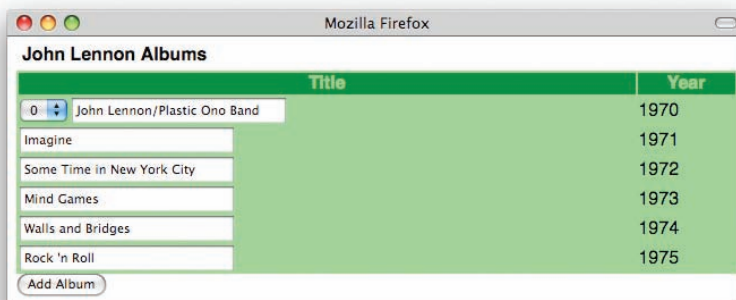 Mozilla Firefox
John Lennon Albums
Title Year
0 John Lennon/Plastic Ono Band 1970
Imagine 1971
Some Time in New York City 1972
Mind Games 1973
Walls and Bridges 1974
Rock 'n Roll 1975
Add Album